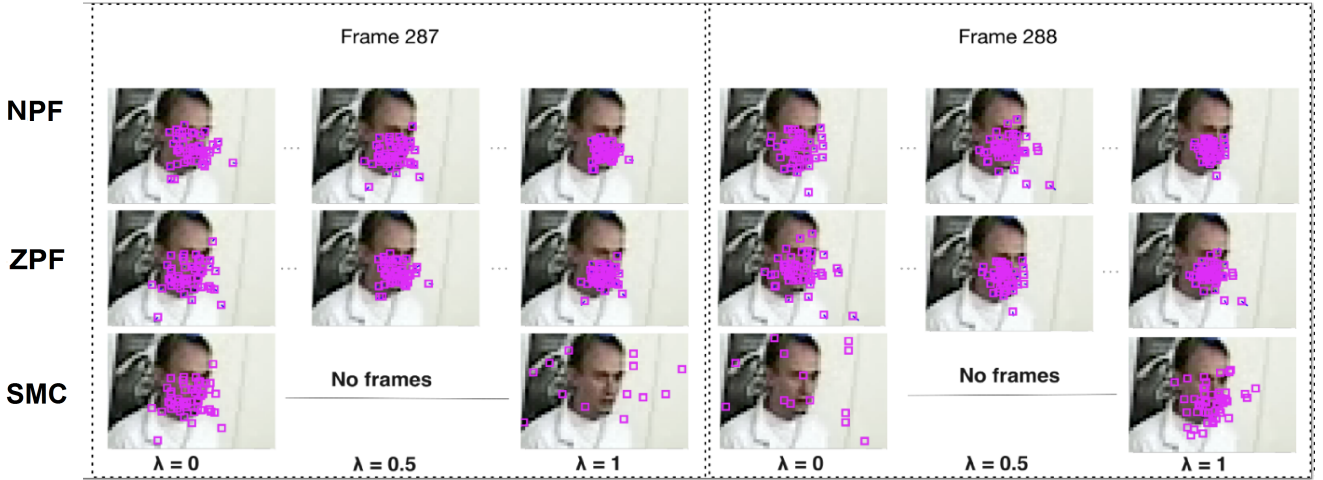 Frame 287
Frame 288
NPF
... ... ... ...
ZPF
... ... ... ...
SMC
No frames
No frames
λ = 0
λ = 0.5
λ = 1
λ = 0
λ = 0.5
λ = 1